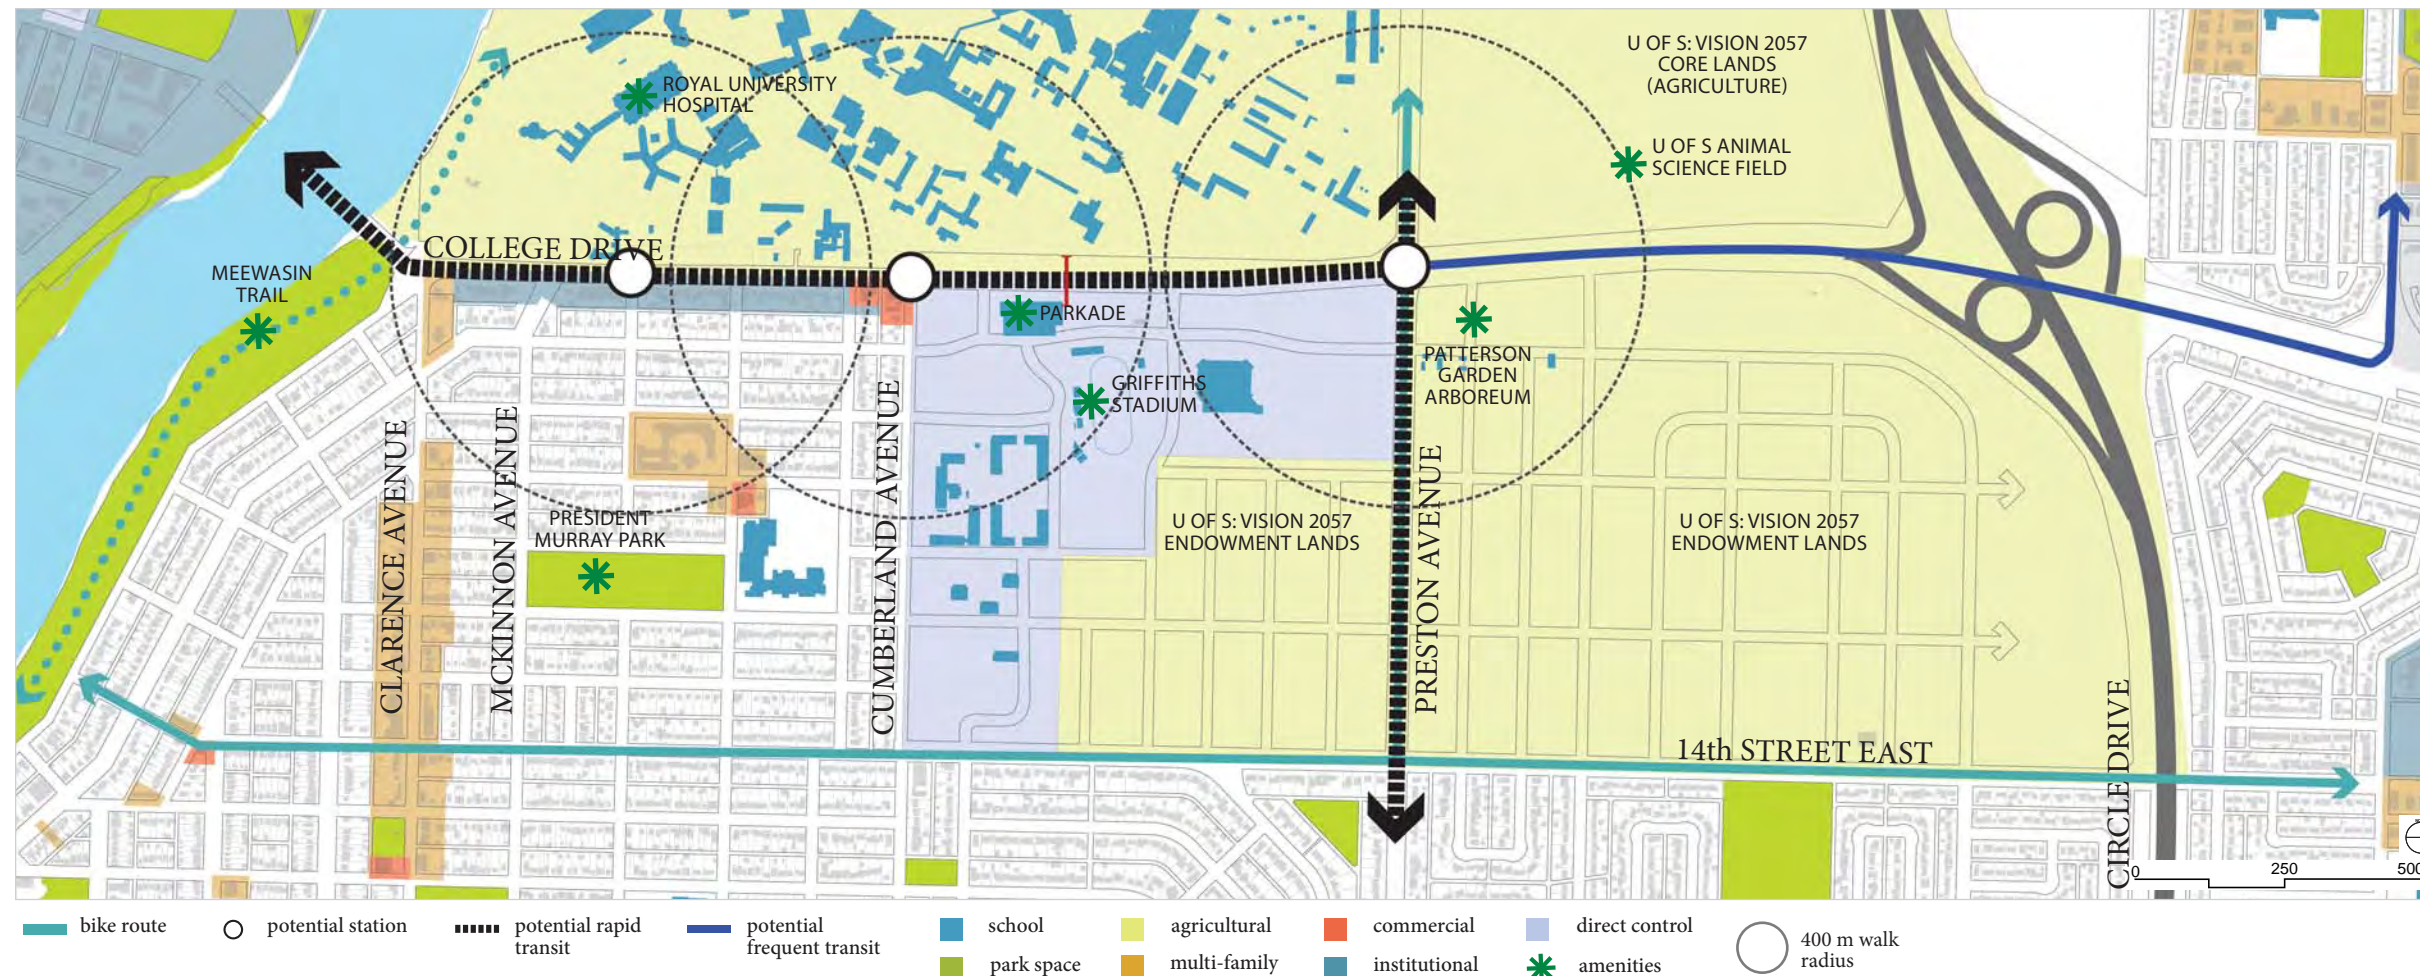 U OF S: VISION 2057
CORE LANDS
(AGRICULTURE)
ROYAL UNIVERSITY
HOSPITAL
U OF S ANIMAL
SCIENCE FIELD
COLLEGE DRIVE
MEEWASIN
TRAIL
PARKADE
PATTERSON
GARDEN
ARBOREUM
GRIFFITHS
STADIUM
CLARENCE AVENUE
MCKINNON AVENUE
CUMBERLAND AVENUE
PRESTON AVENUE
PRESIDENT
MURRAY PARK
U OF S: VISION 2057
ENDOWMENT LANDS
U OF S: VISION 2057
ENDOWMENT LANDS
14th STREET EAST
CIRCLE DRIVE
0 250 500
bike route
potential station
potential rapid
transit
potential
frequent transit
school
agricultural
commercial
direct control
park space
multi-family
institutional
amenities
400 m walk
radius